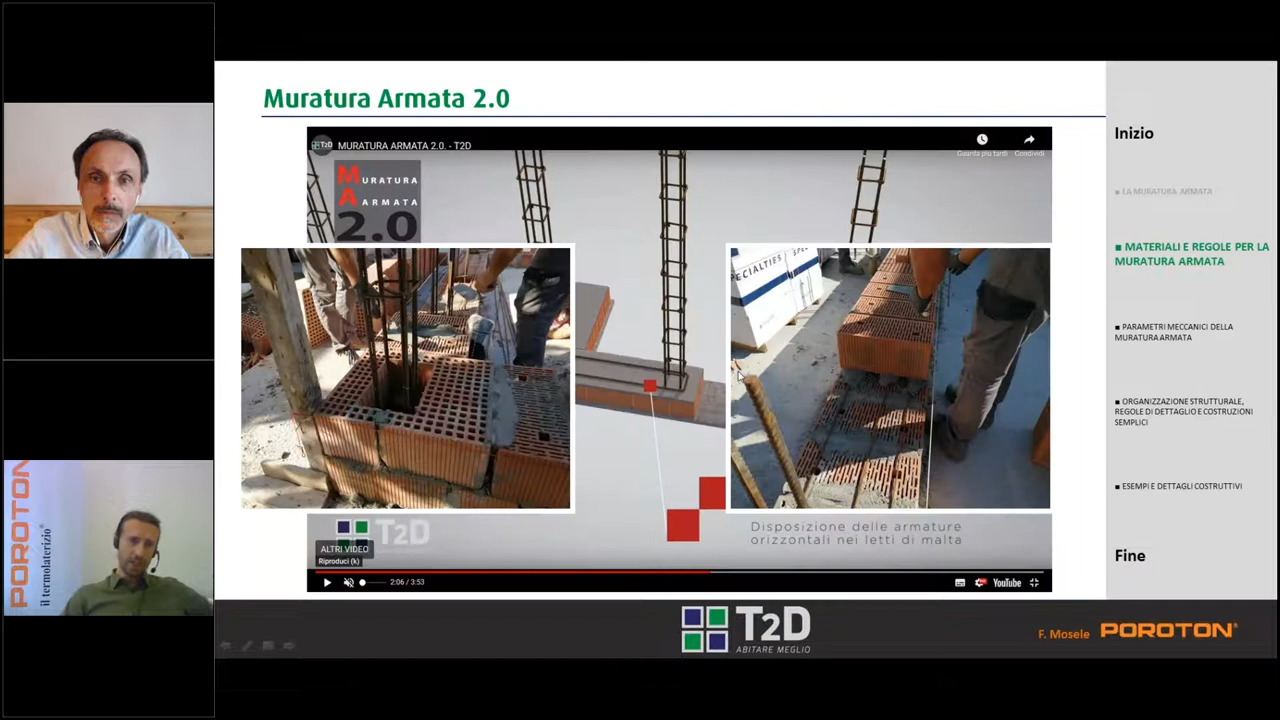 Muratura Armata 2.0
T2D
MURATURA ARMATA 2.0. - T2D
Guarda più tardi
Condividi
MURATURA
ARMATA
2.0
SPECIALTIES
T2D
Disposizione delle armature
orizzontali nei letti di malta
ALTRI VIDEO
Riproduci (k)
2:06 / 3:53
YouTube
Inizio
■ LA MURATURA ARMATA
■ MATERIALI E REGOLE PER LA
MURATURA ARMATA
■ PARAMETRI MECCANICI DELLA
MURATURA ARMATA
■ ORGANIZZAZIONE STRUTTURALE,
REGOLE DI DETTAGLIO E COSTRUZIONI
SEMPLICI
■ ESEMPI E DETTAGLI COSTRUTTIVI
Fine
T2D
ABITARE MEGLIO
F. Mosele
POROTON®
POROTON
il termolaterizio®